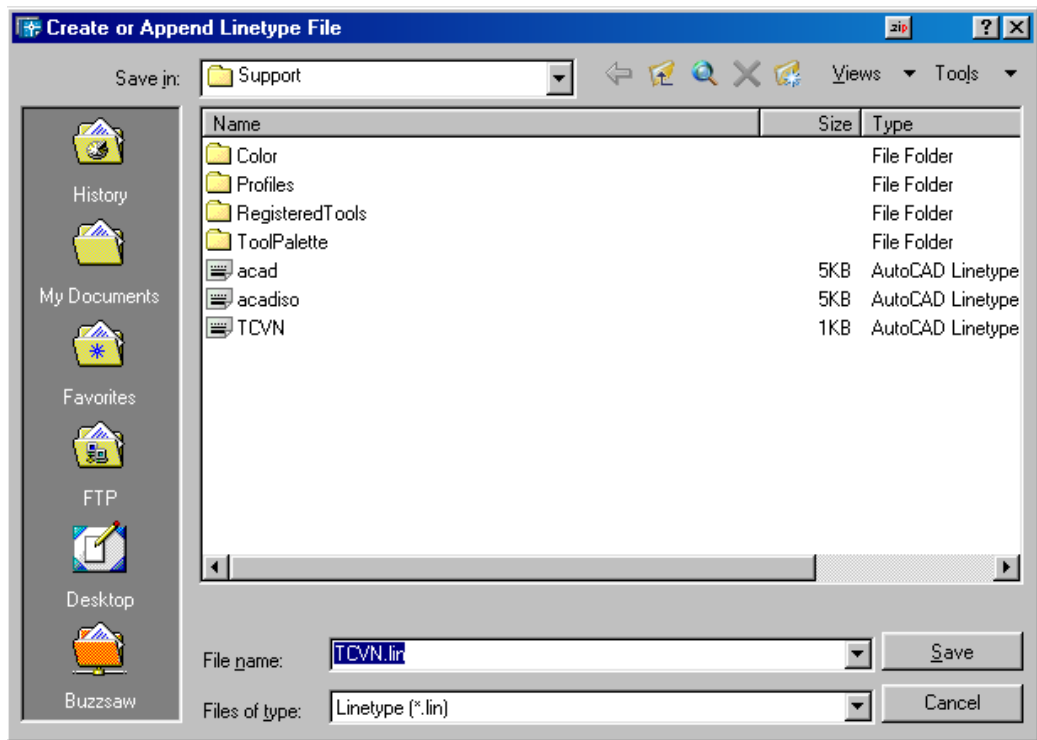 Create or Append Linetype File
zip
?
X
Save in:
Support
Views
Tools
Name
Size
Type
Color
File Folder
Profiles
File Folder
RegisteredTools
File Folder
ToolPalette
File Folder
acad
5KB
AutoCAD Linetype
acadiso
5KB
AutoCAD Linetype
TCVN
1KB
AutoCAD Linetype
History
My Documents
Favorites
FTP
Desktop
Buzzsaw
File name:
TCVN.lin
Save
Files of type:
Linetype (*.lin)
Cancel